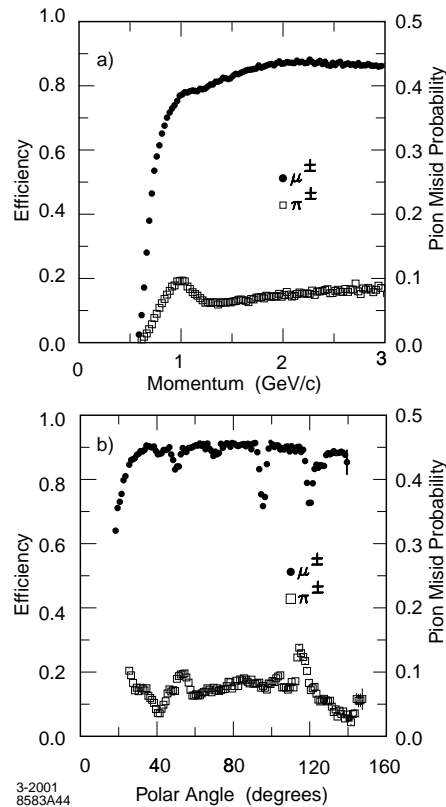 1.0
0.5
a)
0.8
0.4
0.6
0.3
μ±
π±
0.4
0.2
0.2
0.1
0.0
0.0
0
1
2
3
Efficiency
Pion Misid Probability
Momentum (GeV/c)
1.0
0.5
b)
0.8
0.4
0.6
0.3
μ±
π±
0.4
0.2
0.2
0.1
0.0
0.0
0
40
80
120
160
Efficiency
Pion Misid Probability
Polar Angle (degrees)
3-2001
8583A44